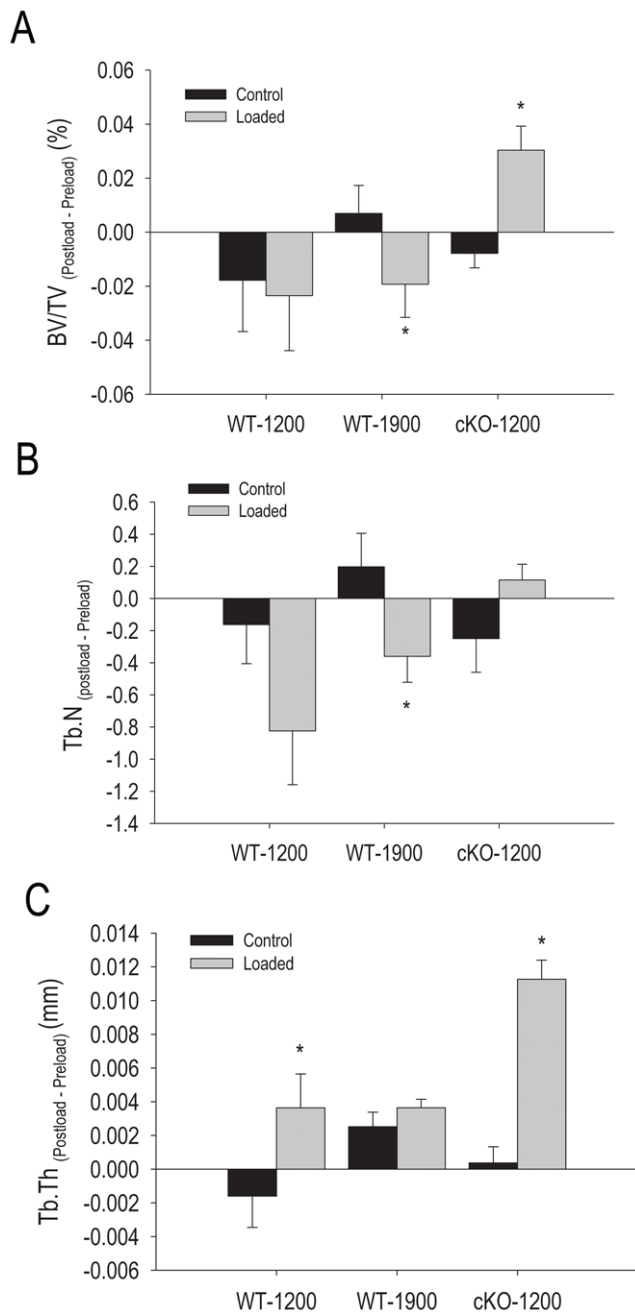 A
BV/TV (Postload - Preload) (%)
0.06
0.04
0.02
0.00
-0.02
-0.04
-0.06
Control
Loaded
*
*
WT-1200 WT-1900 cKO-1200
B
Tb.N (postload - Preload)
0.6
0.4
0.2
0.0
-0.2
-0.4
-0.6
-0.8
-1.0
-1.2
-1.4
Control
Loaded
*
WT-1200 WT-1900 cKO-1200
C
Tb.Th (Postload - Preload) (mm)
0.014
0.012
0.010
0.008
0.006
0.004
0.002
0.000
-0.002
-0.004
-0.006
Control
Loaded
*
*
WT-1200 WT-1900 cKO-1200